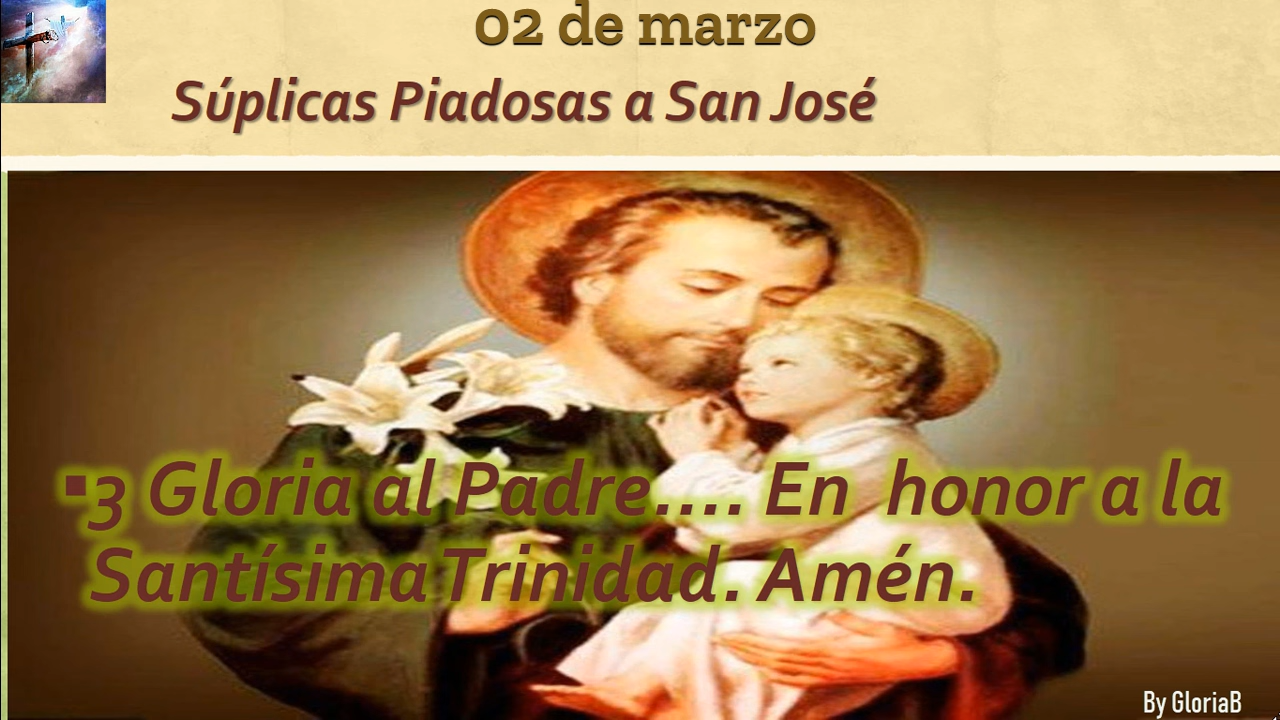 02 de marzo
Súplicas Piadosas a San José
▪3 Gloria al Padre.... En honor a la
Santísima Trinidad. Amén.
By GloriaB